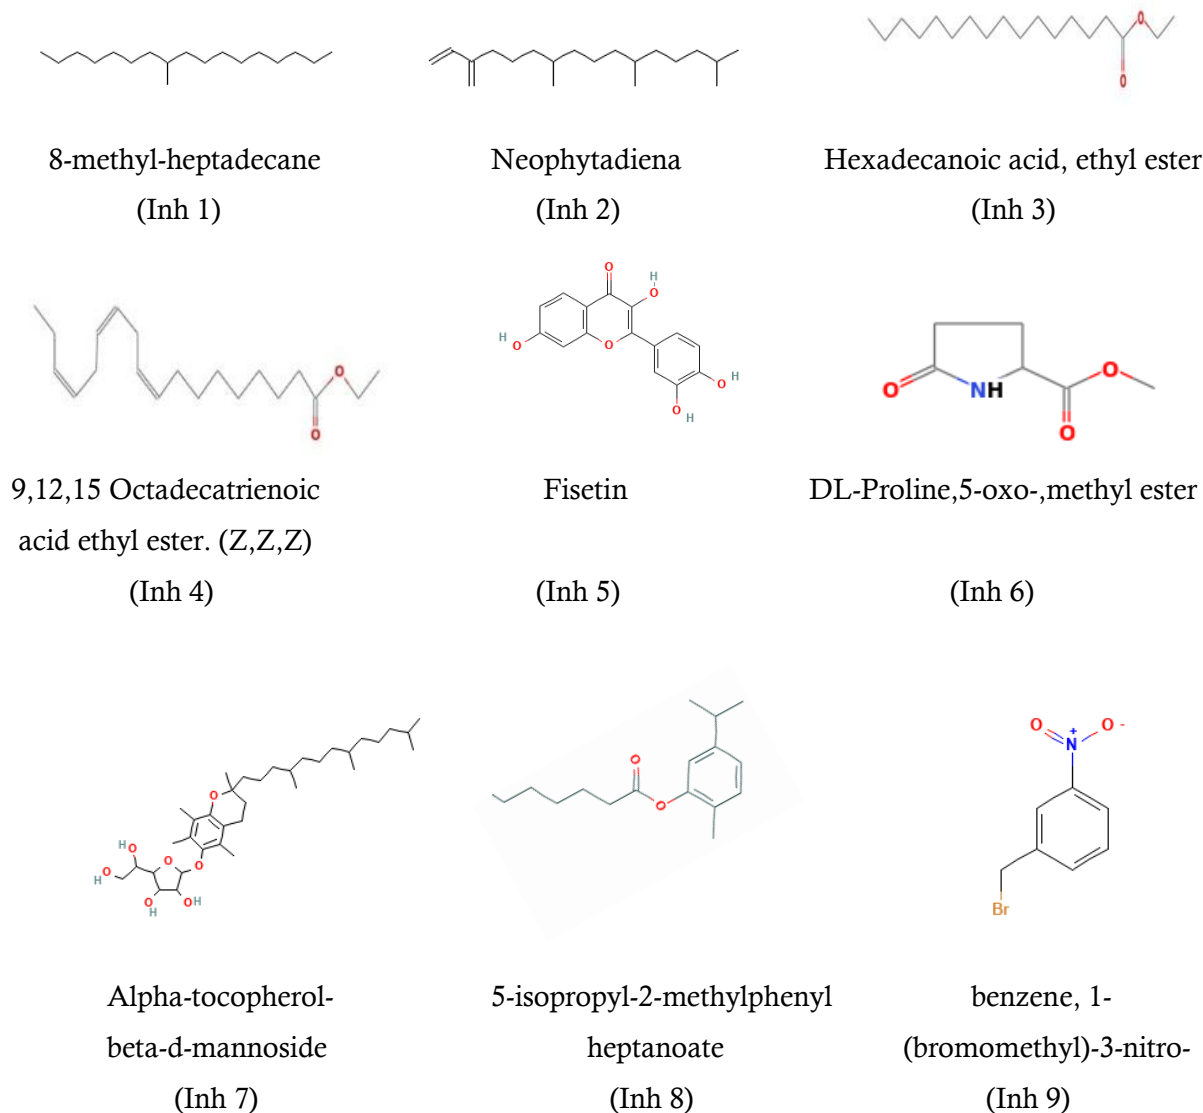 8-methyl-heptadecane
(Inh 1)
Neophytadiena
(Inh 2)
O
O
Hexadecanoic acid, ethyl ester
(Inh 3)
O
O
9,12,15 Octadecatrienoic
acid ethyl ester. (Z,Z,Z)
(Inh 4)
O
H
O
H
O
O
O
H
O
H
Fisetin
(Inh 5)
O
NH
O
O
DL-Proline,5-oxo-,methyl ester
(Inh 6)
O
H
O
H
O
O
O
O
H
O
H
O
H
Alpha-tocopherol-
beta-d-mannoside
(Inh 7)
O
O
5-isopropyl-2-methylphenyl
heptanoate
(Inh 8)
O
N
+
O
-
Br
benzene, 1-
(bromomethyl)-3-nitro-
(Inh 9)